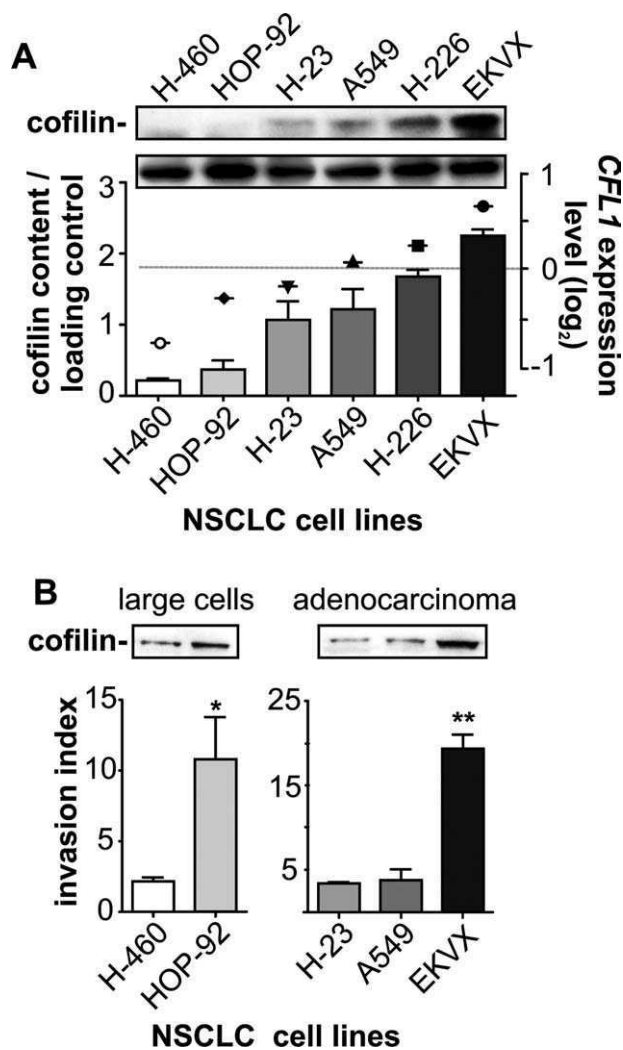 A
H-460 HOP-92 H-23 A549 H-226 EKVX
cofilin-
cofilin content /
loading control
3
2
1
0
CFL1 expression
level (log2)
1
0
-1
H-460 HOP-92 H-23 A549 H-226 EKVX
NSCLC cell lines
B
large cells adenocarcinoma
cofilin-
invasion index
15
10
5
0
*
H-460 HOP-92
25
15
5
**
H-23 A549 EKVX
NSCLC cell lines